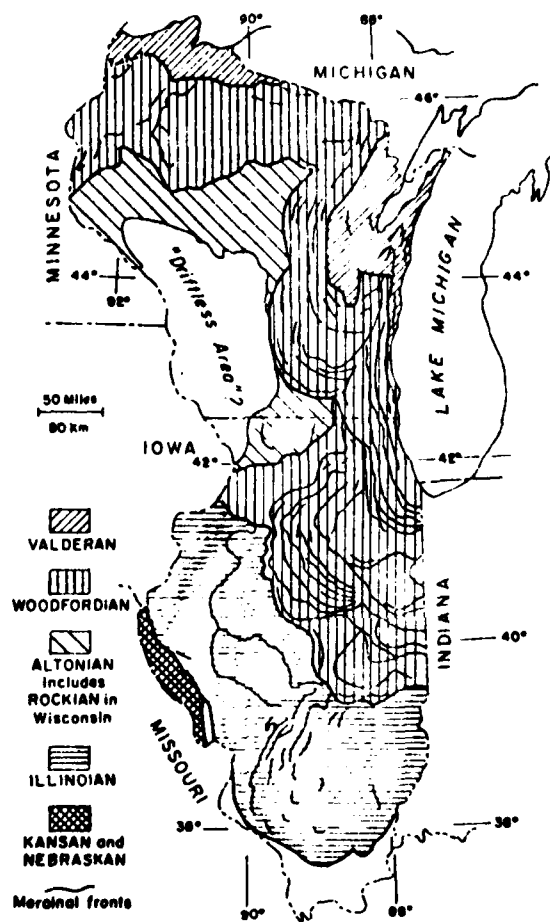 90°
88°
MICHIGAN
46°
MINNESOTA
44°
92°
"Driftless Area"?
44°
LAKE MICHIGAN
50 Miles
80 km
IOWA
42°
42°
VALDERAN
WOODFORDIAN
INDIANA
40°
ALTONIAN
includes
ROCKIAN in
Wisconsin
MISSOURI
ILLINOIAN
38°
38°
KANSAN and
NEBRASKAN
90°
88°
Marginal fronts